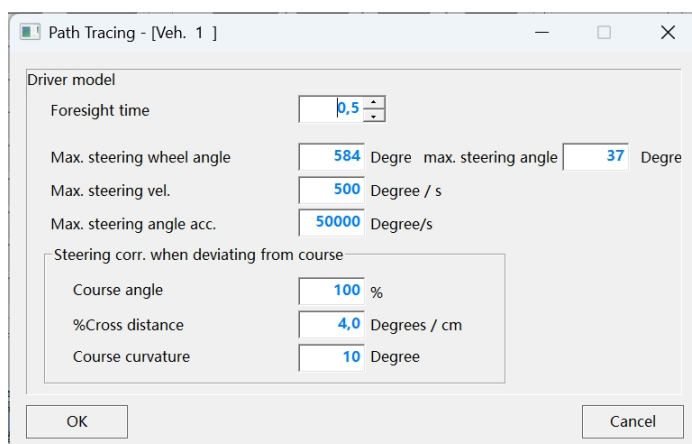 Path Tracing - [Veh. 1 ]
Driver model
Foresight time 0,5
Max. steering wheel angle 584 Degre max. steering angle 37 Degre
Max. steering vel. 500 Degree / s
Max. steering angle acc. 50000 Degree/s
Steering corr. when deviating from course
Course angle 100 %
%Cross distance 4,0 Degrees / cm
Course curvature 10 Degree
OK Cancel